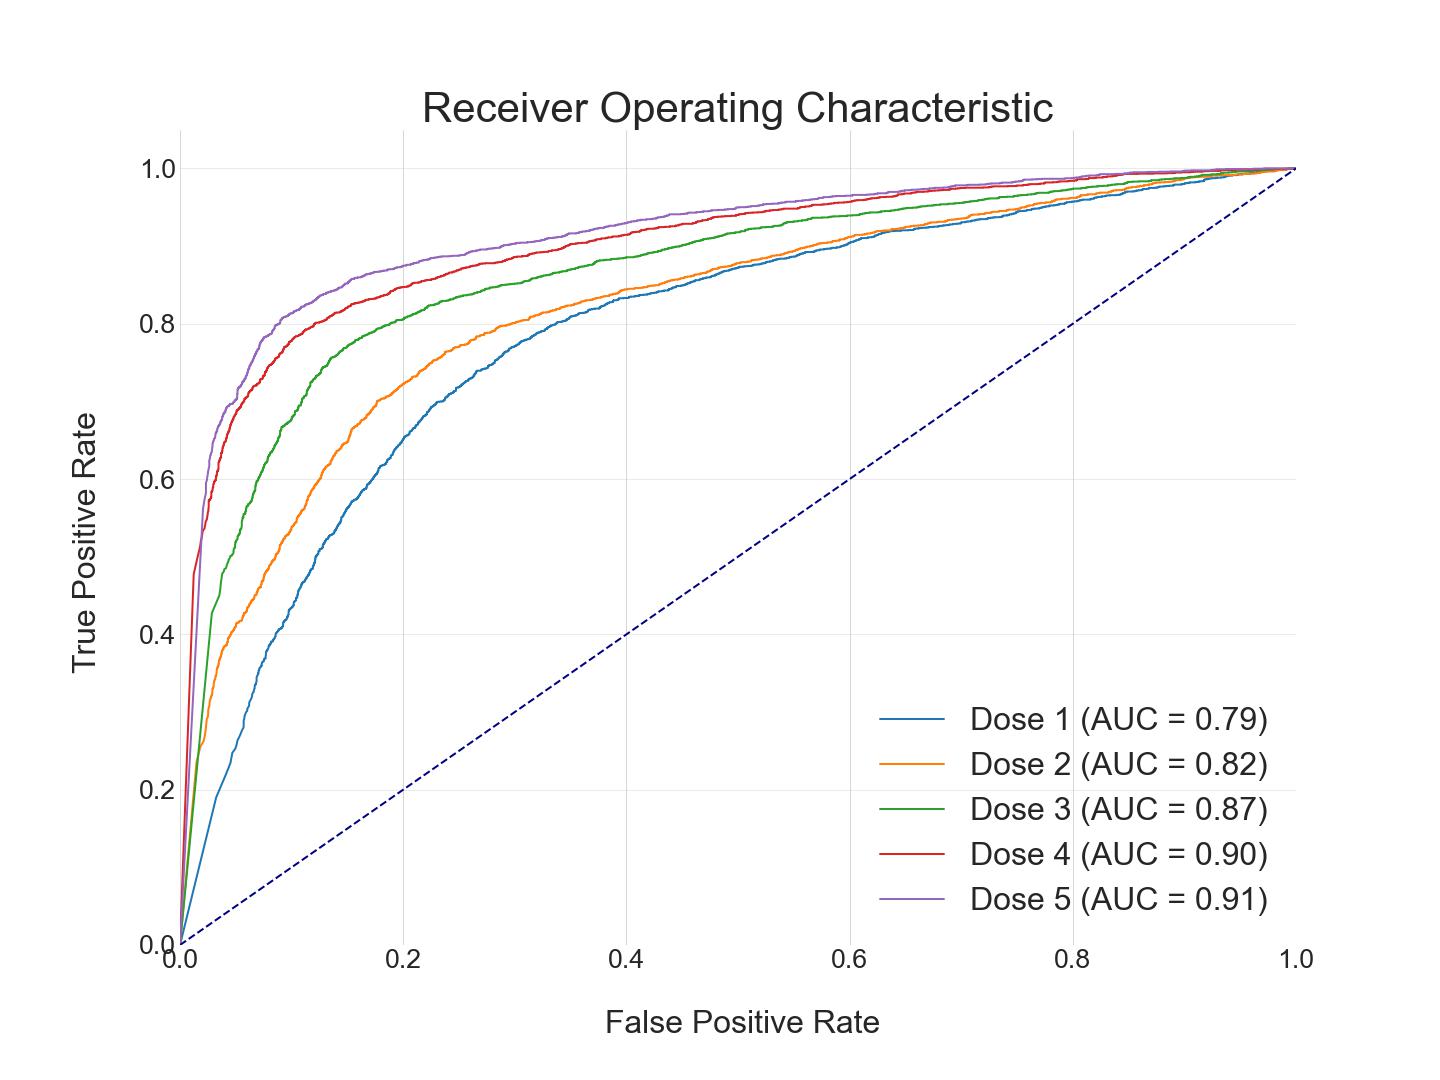 Receiver Operating Characteristic
1.0
0.8
0.6
0.4
0.2
0.0
True Positive Rate
Dose 1 (AUC = 0.79)
Dose 2 (AUC = 0.82)
Dose 3 (AUC = 0.87)
Dose 4 (AUC = 0.90)
Dose 5 (AUC = 0.91)
0.0 0.2 0.4 0.6 0.8 1.0
False Positive Rate